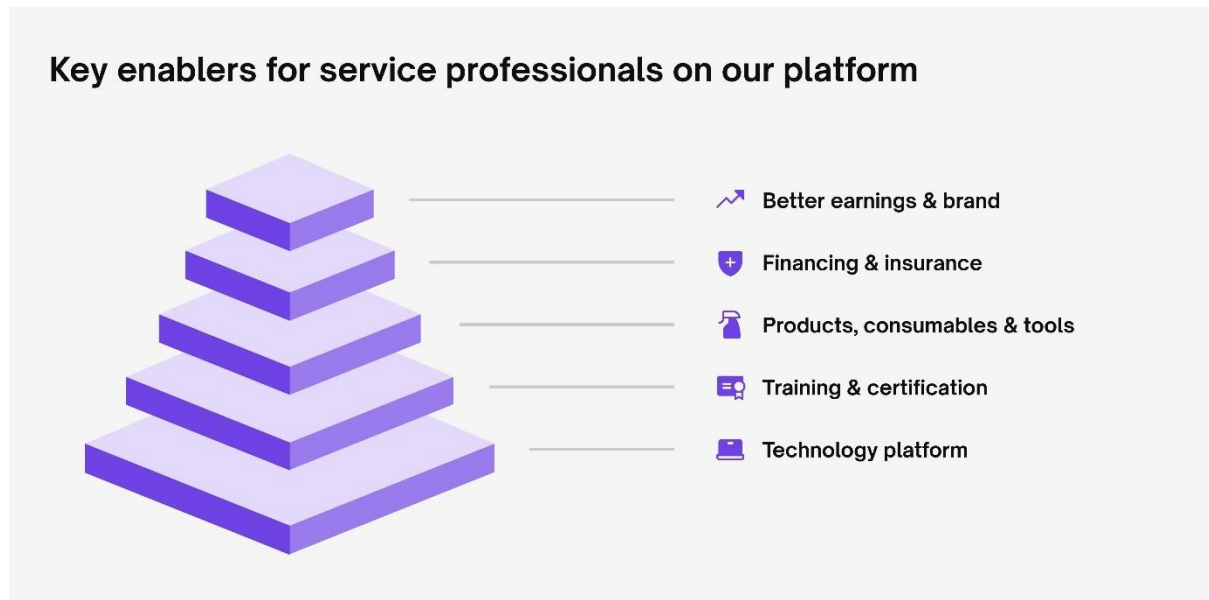 Key enablers for service professionals on our platform
Better earnings & brand
Financing & insurance
Products, consumables & tools
Training & certification
Technology platform